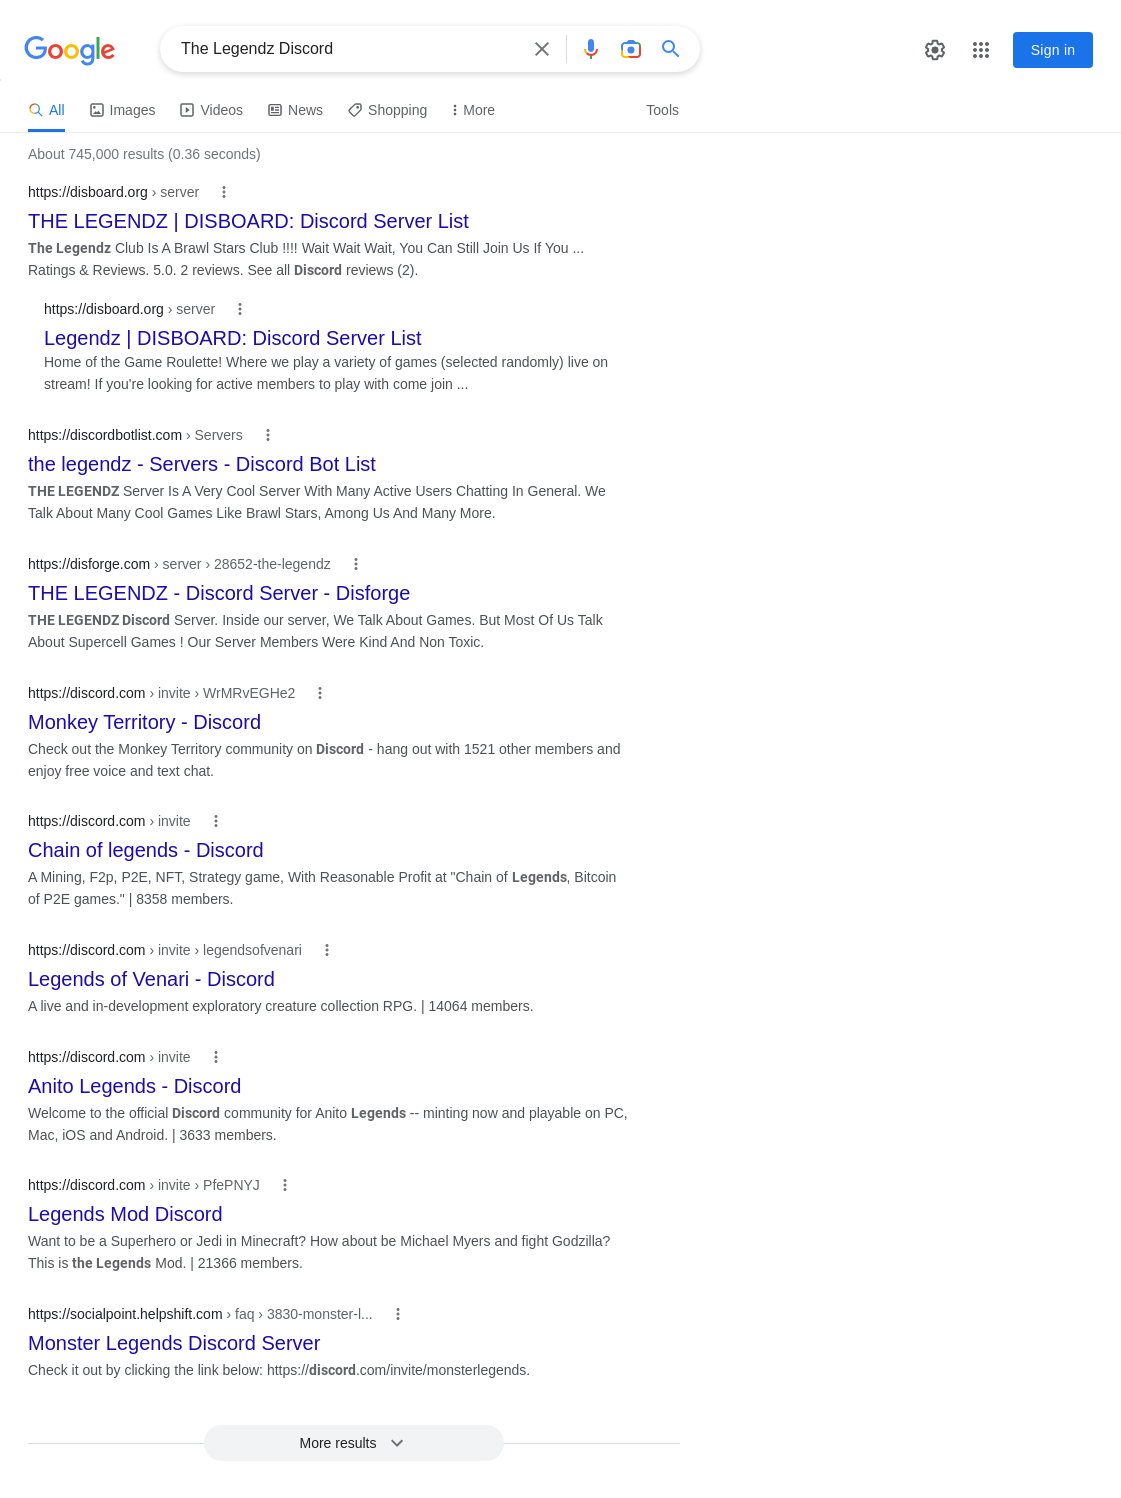 Google
The Legendz Discord
Sign in
All Images Videos News Shopping More Tools
About 745,000 results (0.36 seconds)
https://disboard.org › server
THE LEGENDZ | DISBOARD: Discord Server List
The Legendz Club Is A Brawl Stars Club !!!! Wait Wait Wait, You Can Still Join Us If You ...
Ratings & Reviews. 5.0. 2 reviews. See all Discord reviews (2).
https://disboard.org › server
Legendz | DISBOARD: Discord Server List
Home of the Game Roulette! Where we play a variety of games (selected randomly) live on
stream! If you're looking for active members to play with come join ...
https://discordbotlist.com › Servers
the legendz - Servers - Discord Bot List
THE LEGENDZ Server Is A Very Cool Server With Many Active Users Chatting In General. We
Talk About Many Cool Games Like Brawl Stars, Among Us And Many More.
https://disforge.com › server › 28652-the-legendz
THE LEGENDZ - Discord Server - Disforge
THE LEGENDZ Discord Server. Inside our server, We Talk About Games. But Most Of Us Talk
About Supercell Games ! Our Server Members Were Kind And Non Toxic.
https://discord.com › invite › WrMRvEGHe2
Monkey Territory - Discord
Check out the Monkey Territory community on Discord - hang out with 1521 other members and
enjoy free voice and text chat.
https://discord.com › invite
Chain of legends - Discord
A Mining, F2p, P2E, NFT, Strategy game, With Reasonable Profit at "Chain of Legends, Bitcoin
of P2E games." | 8358 members.
https://discord.com › invite › legendsofvenari
Legends of Venari - Discord
A live and in-development exploratory creature collection RPG. | 14064 members.
https://discord.com › invite
Anito Legends - Discord
Welcome to the official Discord community for Anito Legends -- minting now and playable on PC,
Mac, iOS and Android. | 3633 members.
https://discord.com › invite › PfePNYJ
Legends Mod Discord
Want to be a Superhero or Jedi in Minecraft? How about be Michael Myers and fight Godzilla?
This is the Legends Mod. | 21366 members.
https://socialpoint.helpshift.com › faq › 3830-monster-l...
Monster Legends Discord Server
Check it out by clicking the link below: https://discord.com/invite/monsterlegends.
More results